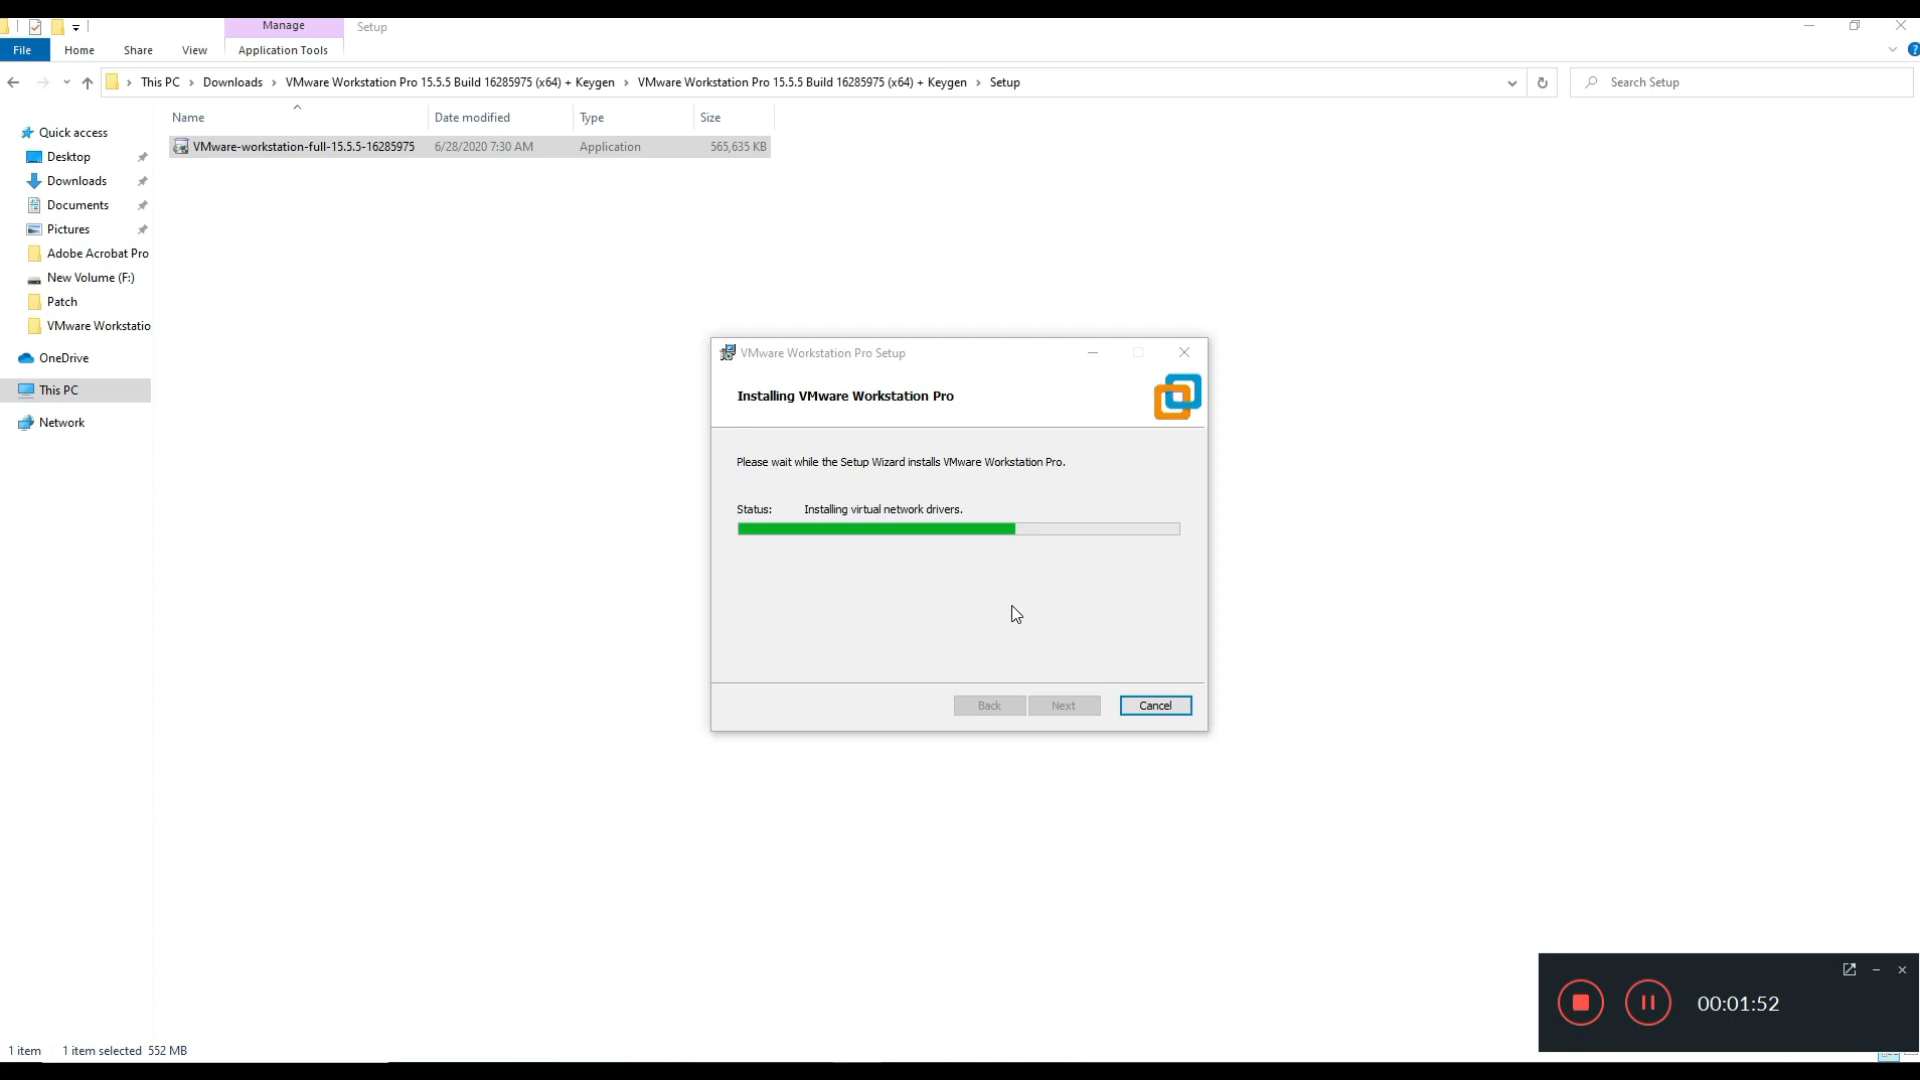 Manage
Setup
File
Home
Share
View
Application Tools
This PC
Downloads
VMware Workstation Pro 15.5.5 Build 16285975 (x64) + Keygen
VMware Workstation Pro 15.5.5 Build 16285975 (x64) + Keygen
Setup
Search Setup
Name
Date modified
Type
Size
VMware-workstation-full-15.5.5-16285975
6/28/2020 7:30 AM
Application
565,635 KB
Quick access
Desktop
Downloads
Documents
Pictures
Adobe Acrobat Pro
New Volume (F:)
Patch
VMware Workstatio
OneDrive
This PC
Network
VMware Workstation Pro Setup
Installing VMware Workstation Pro
Please wait while the Setup Wizard installs VMware Workstation Pro.
Status: Installing virtual network drivers.
Back
Next
Cancel
00:01:52
1 item
1 item selected 552 MB